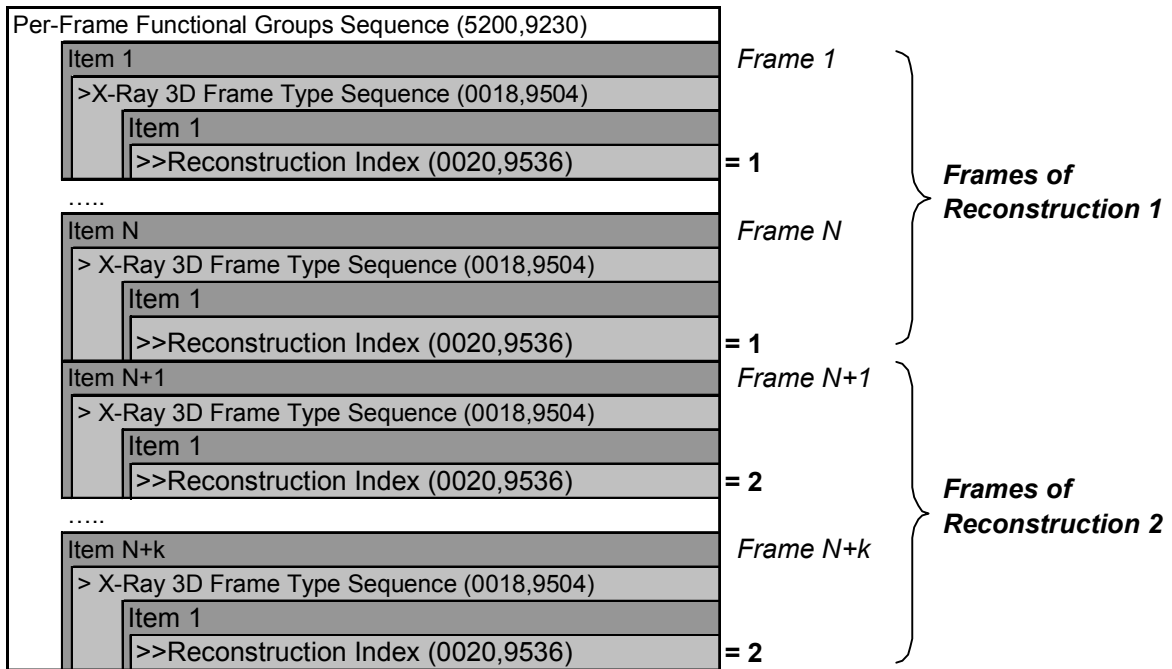 Per-Frame Functional Groups Sequence (5200,9230)
Item 1
Frame 1
>X-Ray 3D Frame Type Sequence (0018,9504)
Item 1
>>Reconstruction Index (0020,9536)
= 1
Frames of
Reconstruction 1
.....
Item N
Frame N
> X-Ray 3D Frame Type Sequence (0018,9504)
Item 1
>>Reconstruction Index (0020,9536)
= 1
Item N+1
Frame N+1
> X-Ray 3D Frame Type Sequence (0018,9504)
Item 1
>>Reconstruction Index (0020,9536)
= 2
Frames of
Reconstruction 2
.....
Item N+k
Frame N+k
> X-Ray 3D Frame Type Sequence (0018,9504)
Item 1
>>Reconstruction Index (0020,9536)
= 2